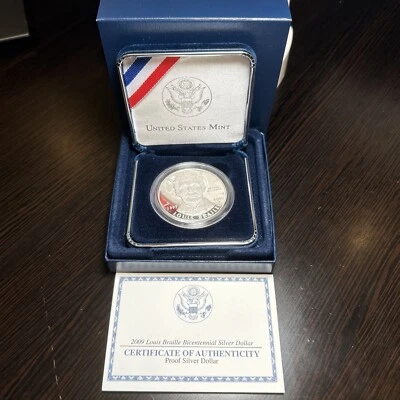 UNITED STATES MINT
LOUIS BRAILLE
2009 Louis Braille Bicentennial Silver Dollar
CERTIFICATE OF AUTHENTICITY
Proof Silver Dollar